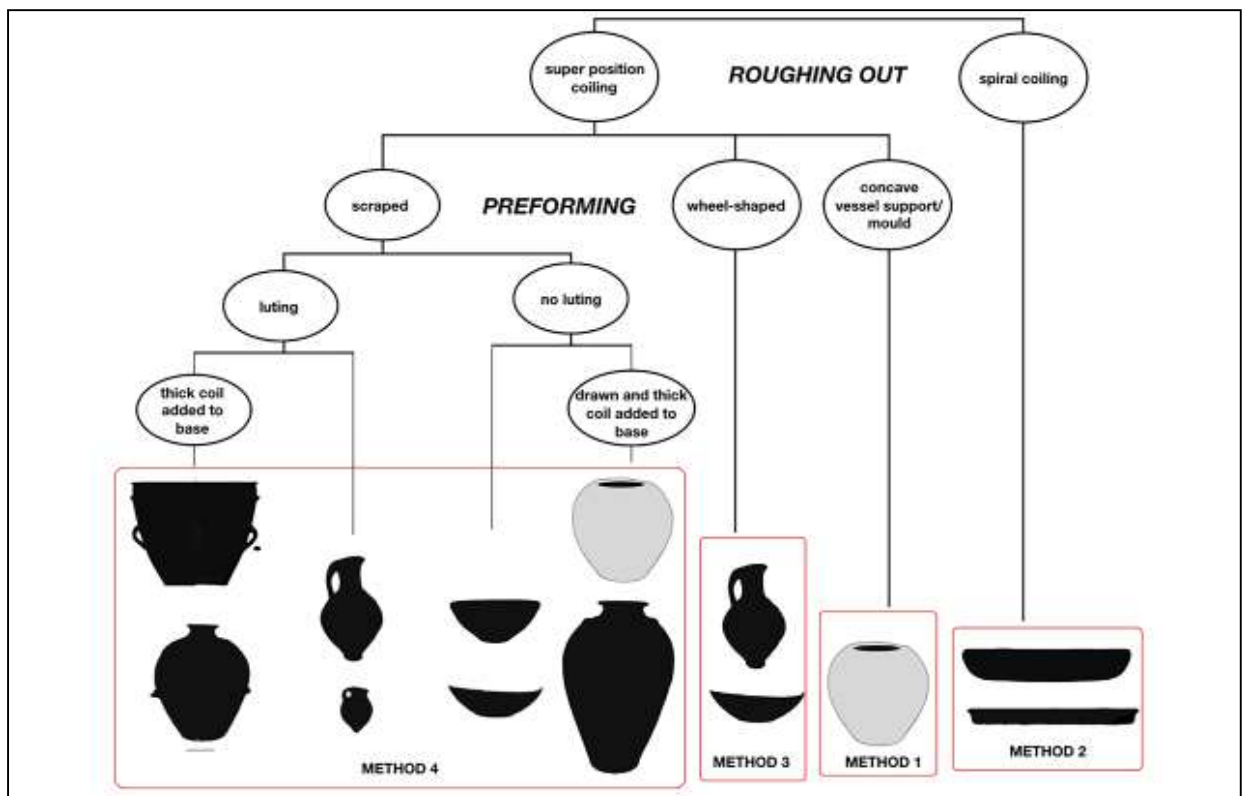 super position
coiling
ROUGHING OUT
spiral coiling
scraped
PREFORMING
wheel-shaped
concave
vessel support/
mould
luting
no luting
thick coil
added to
base
drawn and thick
coil added to
base
METHOD 4
METHOD 3
METHOD 1
METHOD 2